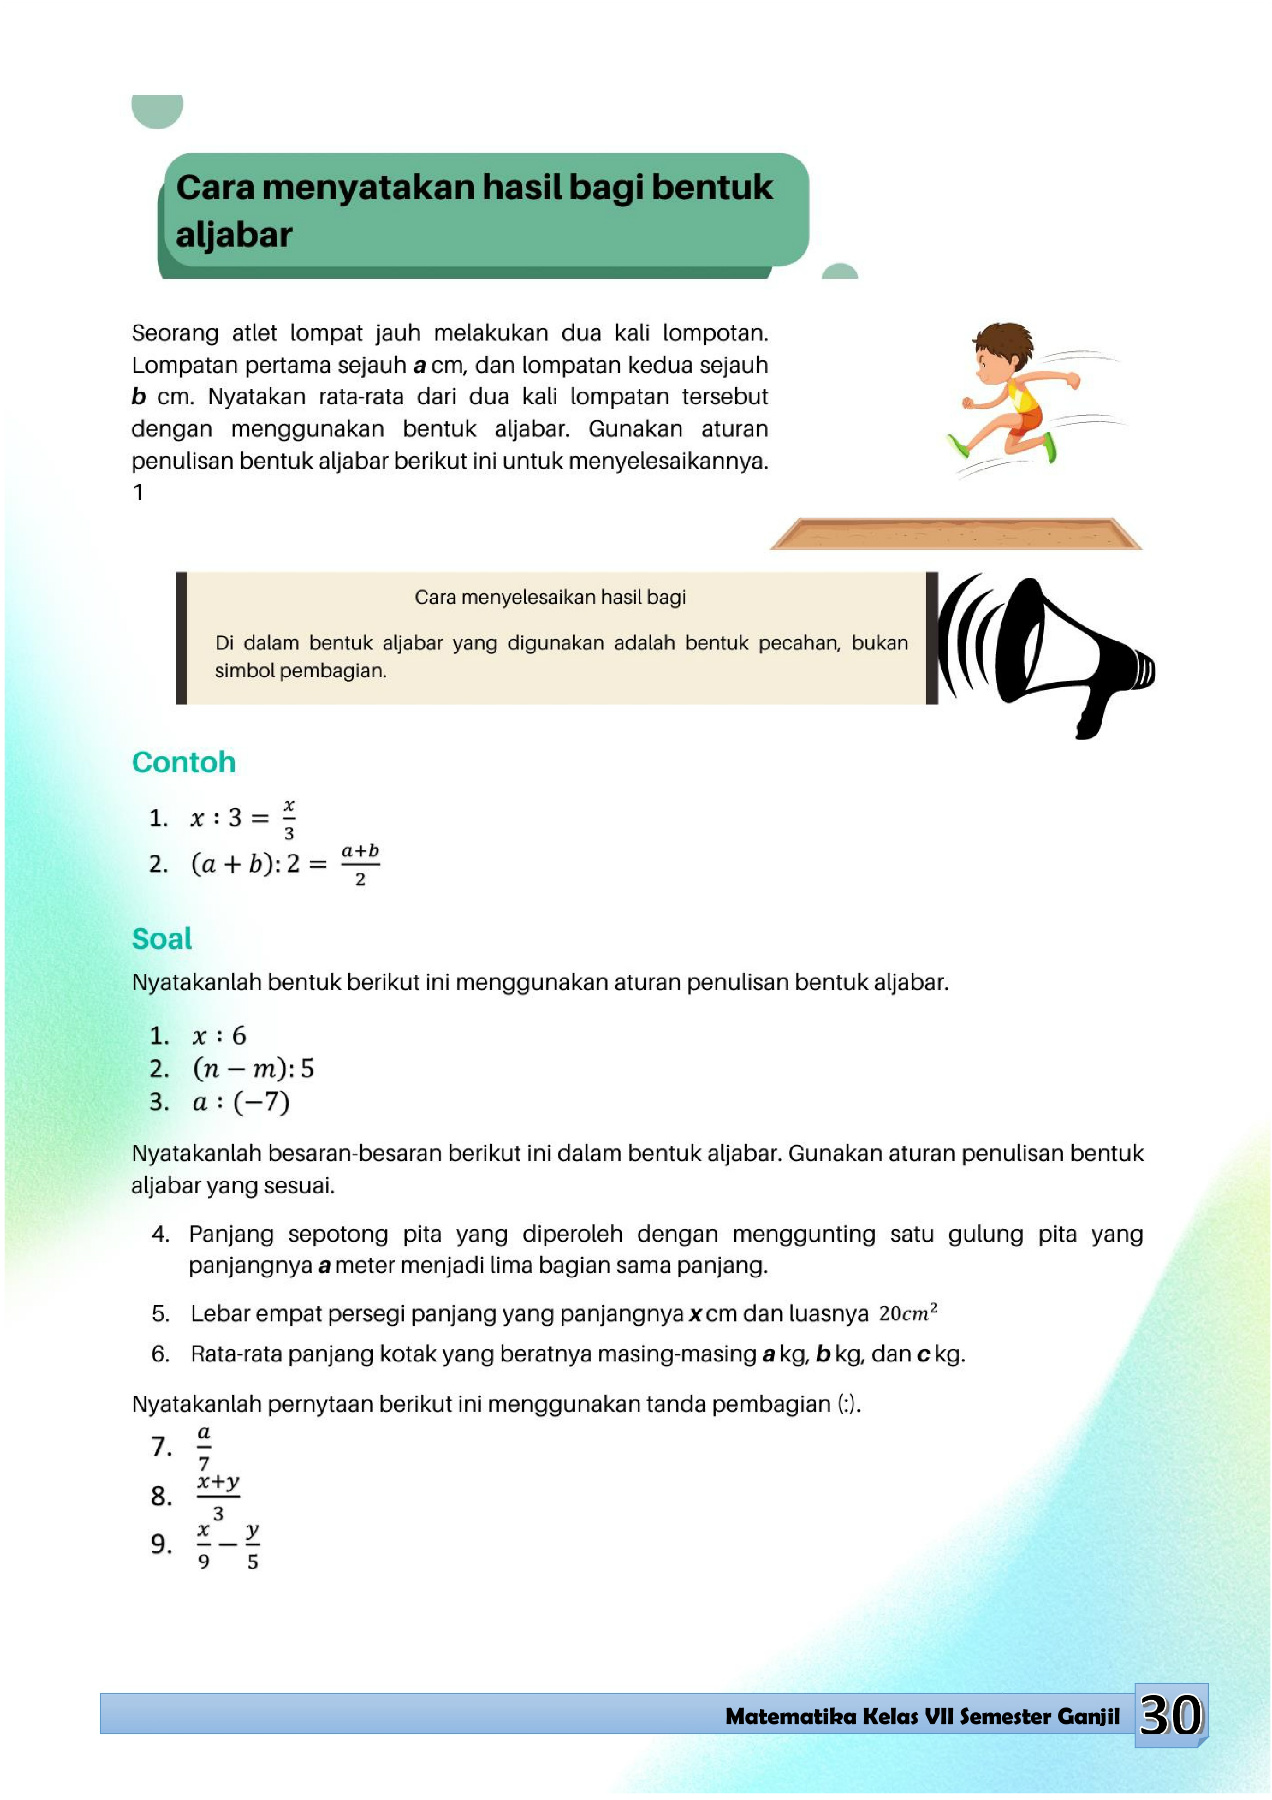 Cara menyatakan hasil bagi bentuk
aljabar
Seorang atlet lompat jauh melakukan dua kali lompotan.
Lompatan pertama sejauh a cm, dan lompatan kedua sejauh
b cm. Nyatakan rata-rata dari dua kali lompatan tersebut
dengan menggunakan bentuk aljabar. Gunakan aturan
penulisan bentuk aljabar berikut ini untuk menyelesaikannya.
1
Cara menyelesaikan hasil bagi
Di dalam bentuk aljabar yang digunakan adalah bentuk pecahan, bukan
simbol pembagian.
Contoh
1. x : 3 = x/3
2. (a + b): 2 = a+b/2
Soal
Nyatakanlah bentuk berikut ini menggunakan aturan penulisan bentuk aljabar.
1. x : 6
2. (n − m): 5
3. a : (−7)
Nyatakanlah besaran-besaran berikut ini dalam bentuk aljabar. Gunakan aturan penulisan bentuk
aljabar yang sesuai.
4. Panjang sepotong pita yang diperoleh dengan menggunting satu gulung pita yang
panjangnya a meter menjadi lima bagian sama panjang.
5. Lebar empat persegi panjang yang panjangnya x cm dan luasnya 20cm²
6. Rata-rata panjang kotak yang beratnya masing-masing a kg, b kg, dan c kg.
Nyatakanlah pernytaan berikut ini menggunakan tanda pembagian (:).
7. a/7
8. x+y/3
9. x/9 − y/5
Matematika Kelas VII Semester Ganjil 30